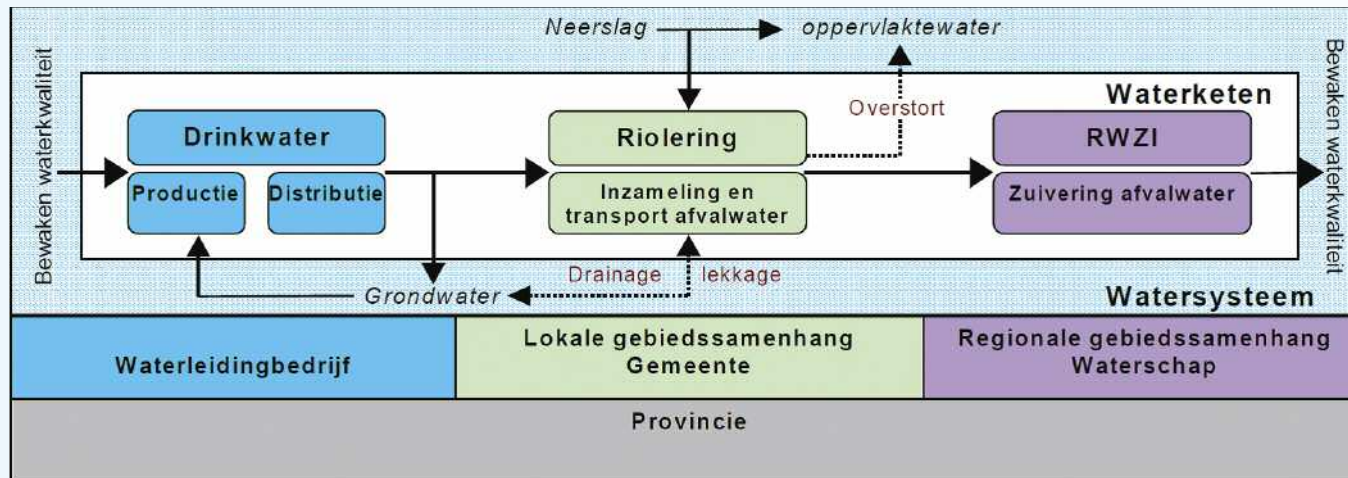 Bewaken waterkwaliteit
Neerslag
oppervlaktewater
Overstort
Waterketen
Drinkwater
Productie
Distributie
Riolering
Inzameling en
transport afvalwater
RWZI
Zuivering afvalwater
Bewaken waterkwaliteit
Drainage
lekkage
Grondwater
Watersysteem
Waterleidingbedrijf
Lokale gebiedssamenhang
Gemeente
Regionale gebiedssamenhang
Waterschap
Provincie